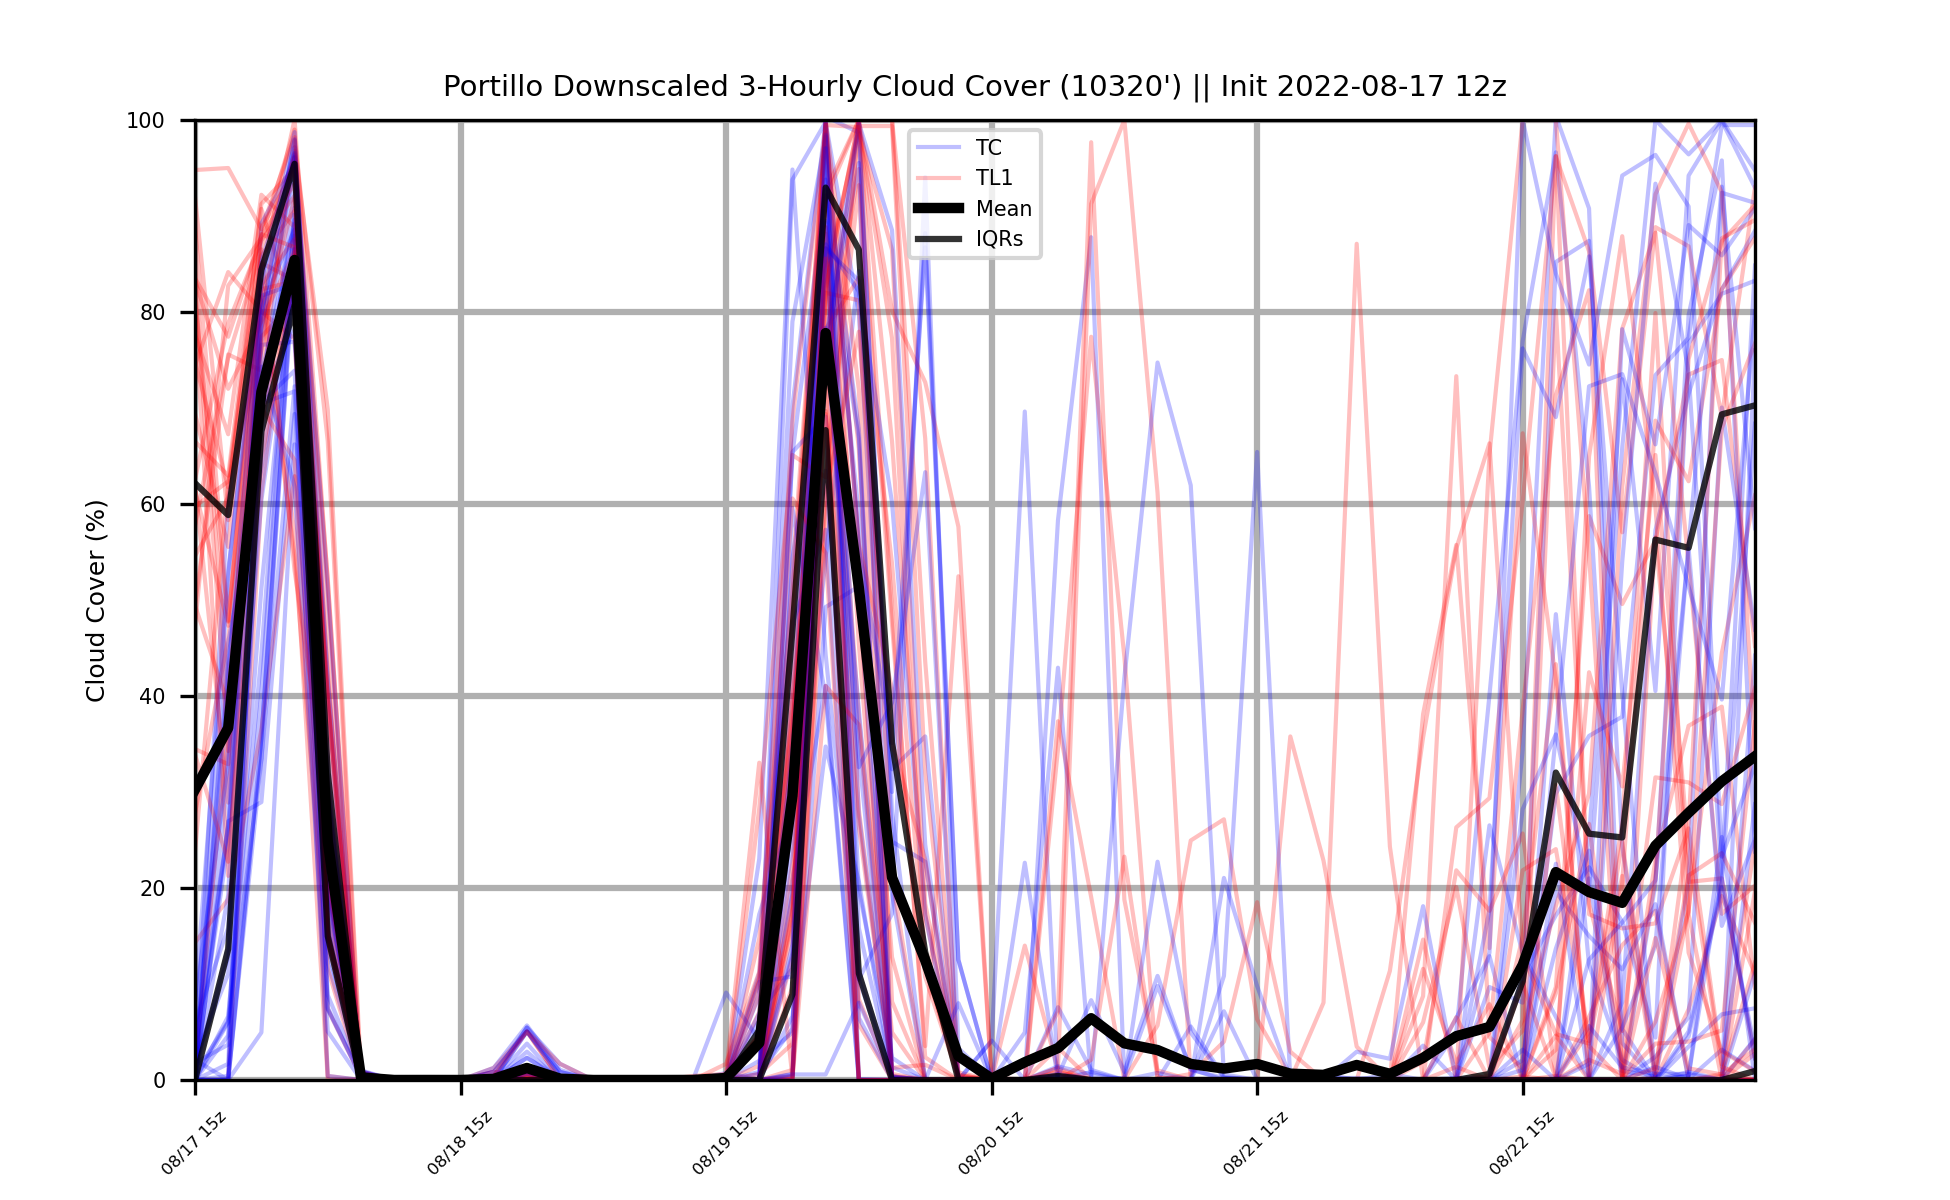 Portillo Downscaled 3-Hourly Cloud Cover (10320') || Init 2022-08-17 12z
TC
TL1
Mean
IQRs
Cloud Cover (%)
100
80
60
40
20
0
08/17 15z
08/18 15z
08/19 15z
08/20 15z
08/21 15z
08/22 15z